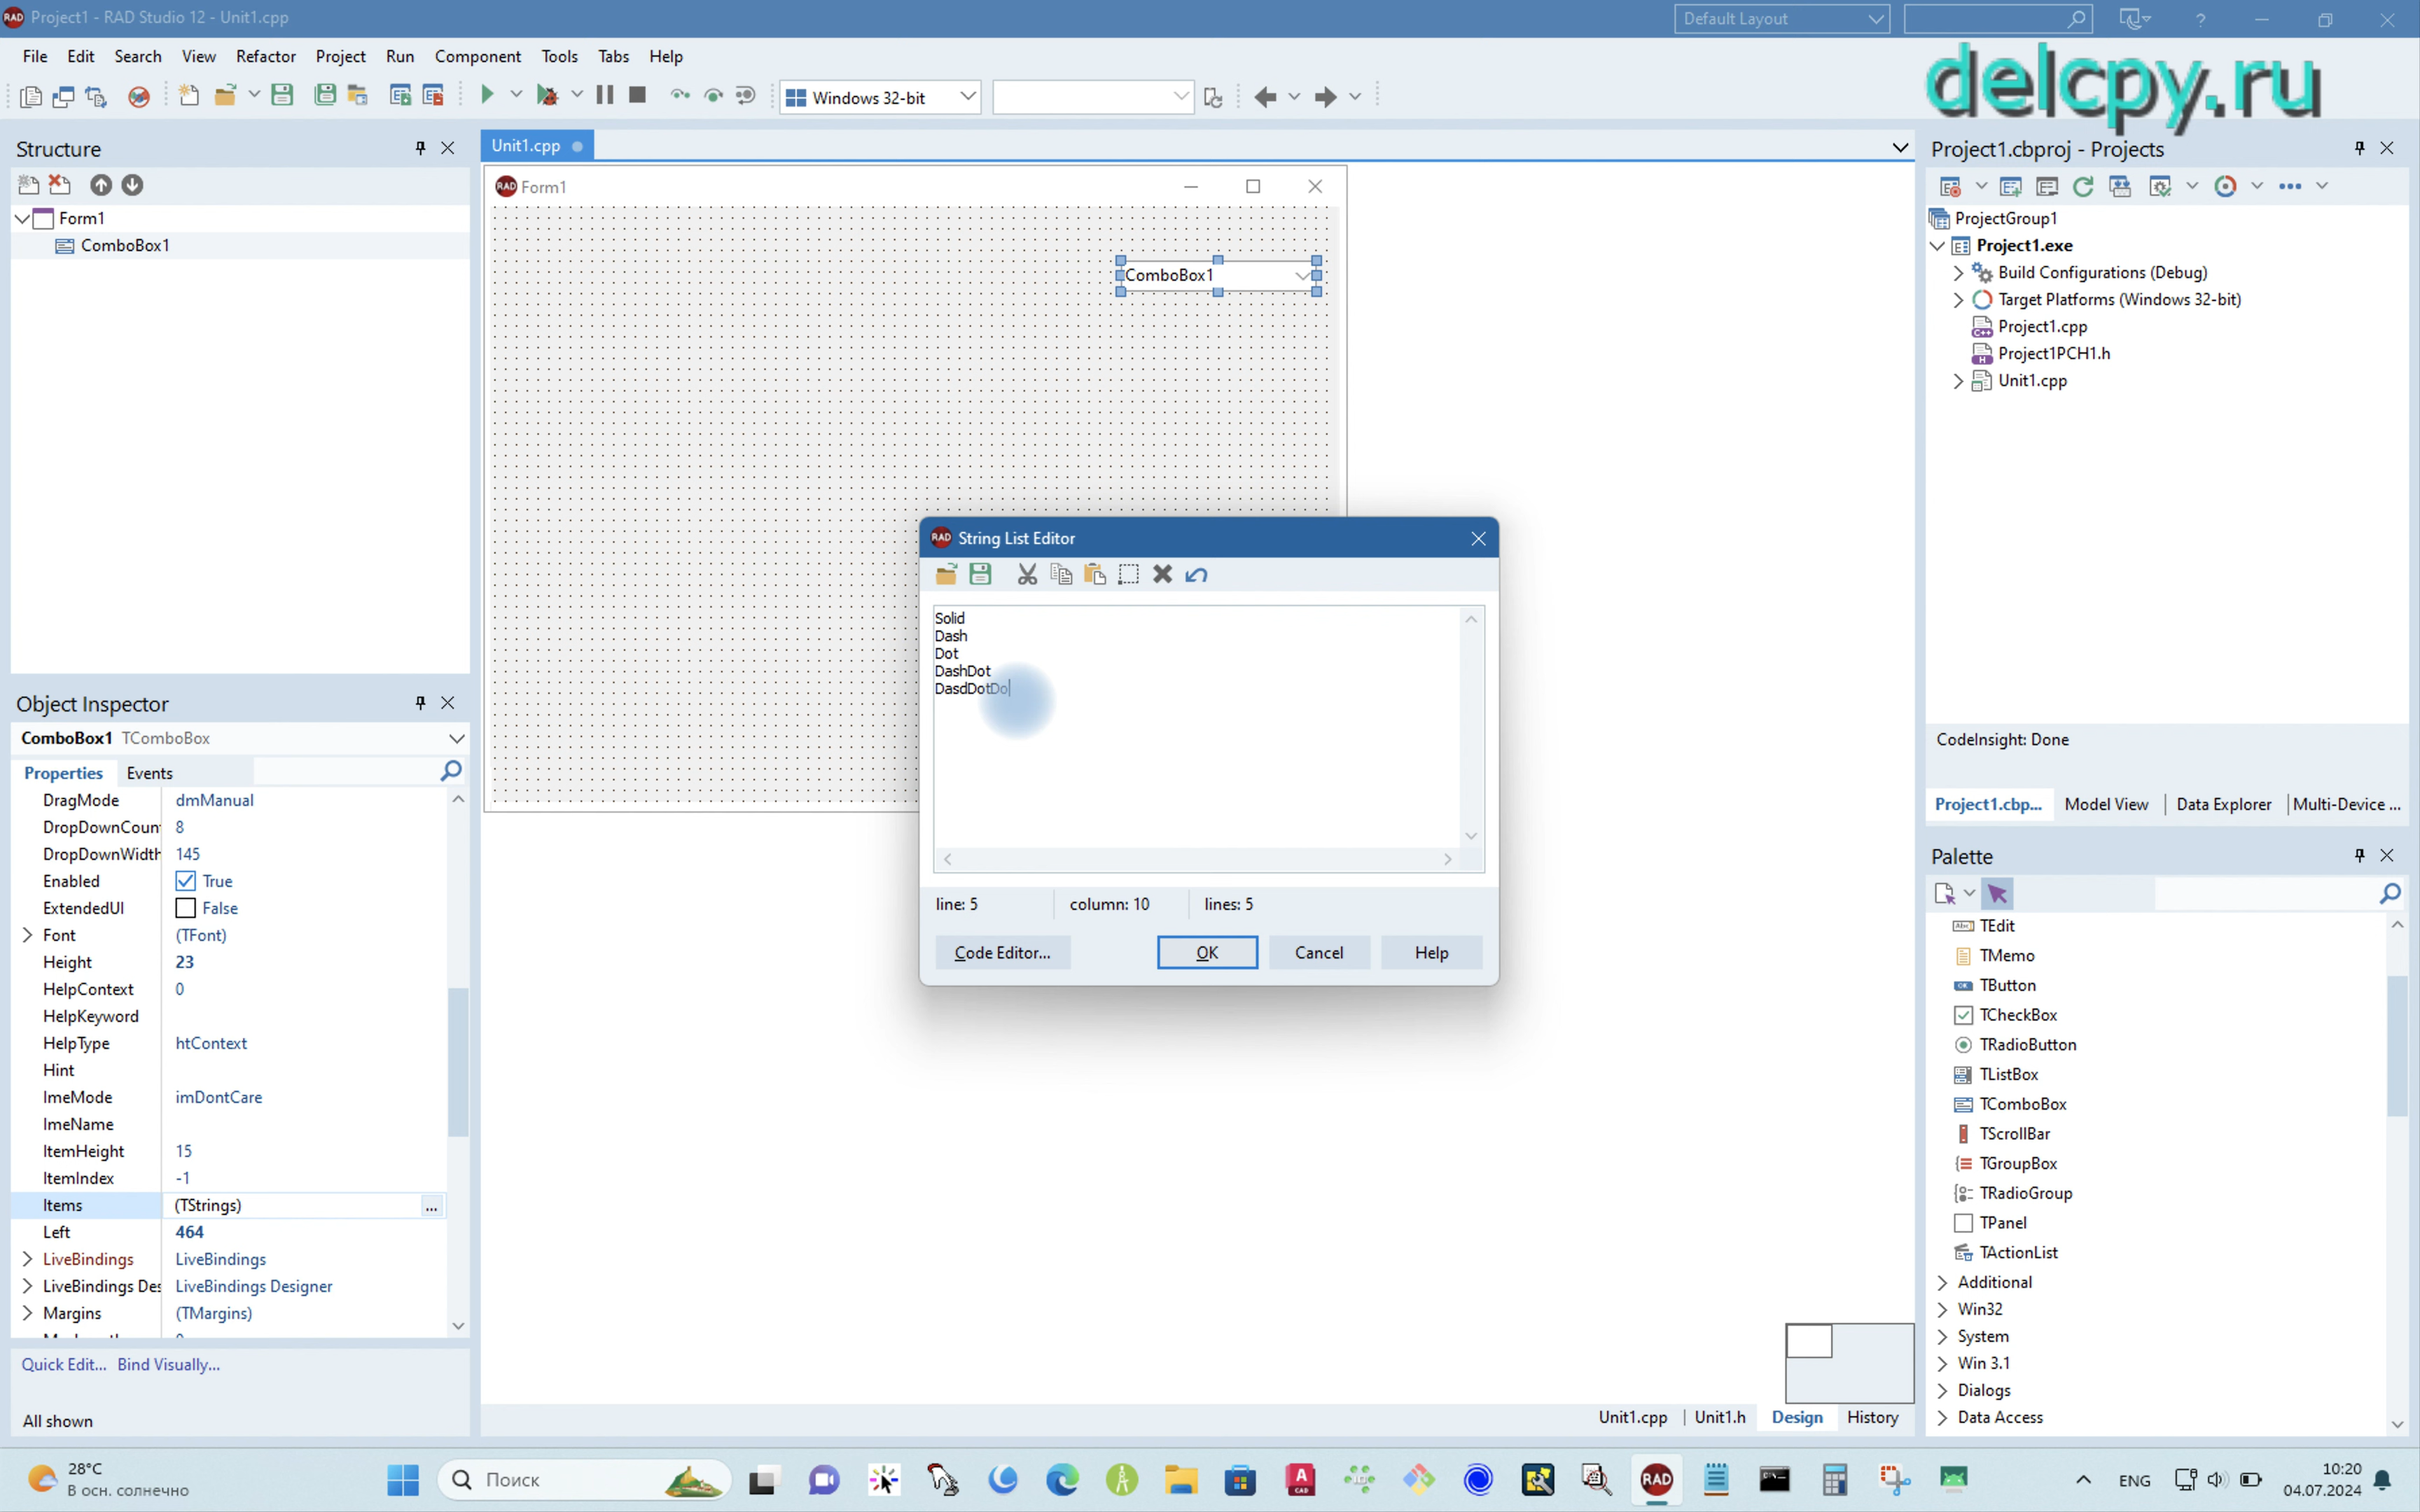 Project1 - RAD Studio 12 - Unit1.cpp
Default Layout
File Edit Search View Refactor Project Run Component Tools Tabs Help
delcpy.ru
Windows 32-bit
Structure
Form1
ComboBox1
Unit1.cpp
Form1
ComboBox1
Project1.cbproj - Projects
ProjectGroup1
Project1.exe
Build Configurations (Debug)
Target Platforms (Windows 32-bit)
Project1.cpp
Project1PCH1.h
Unit1.cpp
CodeInsight: Done
Project1.cbp... Model View Data Explorer Multi-Device ...
String List Editor
Solid
Dash
Dot
DashDot
DasdDotDo
line: 5 column: 10 lines: 5
Code Editor... OK Cancel Help
Object Inspector
ComboBox1 TComboBox
Properties Events
DragMode dmManual
DropDownCoun 8
DropDownWidth 145
Enabled True
ExtendedUI False
Font (TFont)
Height 23
HelpContext 0
HelpKeyword
HelpType htContext
Hint
ImeMode imDontCare
ImeName
ItemHeight 15
ItemIndex -1
Items (TStrings) ...
Left 464
LiveBindings LiveBindings
LiveBindings Des LiveBindings Designer
Margins (TMargins)
Quick Edit... Bind Visually...
All shown
Palette
TEdit
TMemo
TButton
TCheckBox
TRadioButton
TListBox
TComboBox
TScrollBar
TGroupBox
TRadioGroup
TPanel
TActionList
Additional
Win32
System
Win 3.1
Dialogs
Data Access
Unit1.cpp Unit1.h Design History
28°C
В осн. солнечно
Поиск
ENG
10:20
04.07.2024